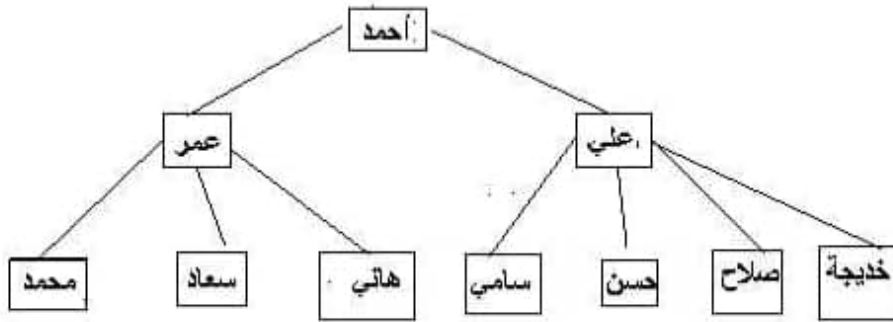 أحمد
علي
عمر
خديجة
صلاح
حسن
سامي
هاني
سعاد
محمد